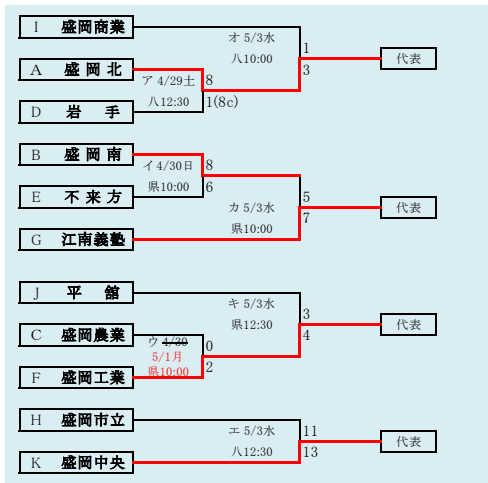 I 盛岡商業
オ 5/3水
八10:00
1
3
代表
A 盛岡北
ア 4/29土
八12:30
8
1(8c)
D 岩手
B 盛岡南
イ 4/30日
県10:00
8
6
E 不来方
カ 5/3水
県10:00
5
7
代表
G 江南義塾
J 平舘
キ 5/3水
県12:30
3
4
代表
C 盛岡農業
ウ 4/30
5/1月
県10:00
0
2
F 盛岡工業
H 盛岡市立
エ 5/3水
八12:30
11
13
代表
K 盛岡中央